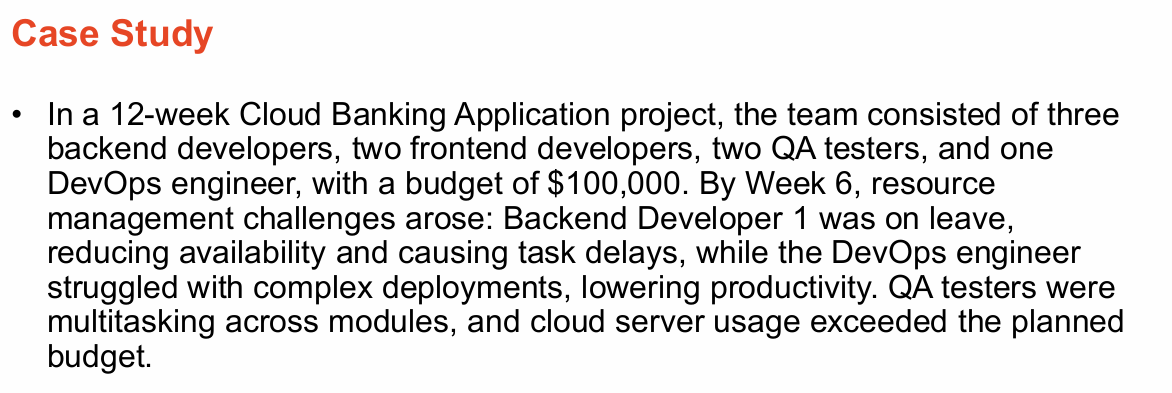 Case Study
• In a 12-week Cloud Banking Application project, the team consisted of three
backend developers, two frontend developers, two QA testers, and one
DevOps engineer, with a budget of $100,000. By Week 6, resource
management challenges arose: Backend Developer 1 was on leave,
reducing availability and causing task delays, while the DevOps engineer
struggled with complex deployments, lowering productivity. QA testers were
multitasking across modules, and cloud server usage exceeded the planned
budget.